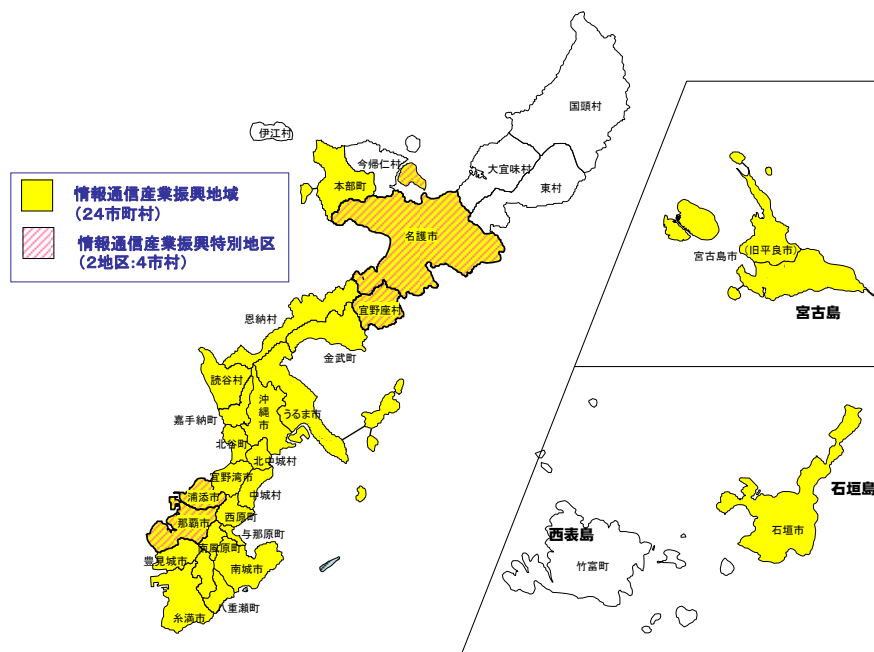 国頭村
伊江村
今帰仁村
大宜味村
東村
本部町
情報通信産業振興地域
（24市町村）
情報通信産業振興特別地区
（2地区:4市村）
名護市
宜野座村
恩納村
金武町
読谷村
沖縄市
うるま市
嘉手納町
北谷町
北中城村
宜野湾市
中城村
浦添市
西原町
那覇市
与那原町
南風原町
豊見城市
南城市
八重瀬町
糸満市
(旧平良市)
宮古島市
宮古島
石垣島
石垣市
西表島
竹富町